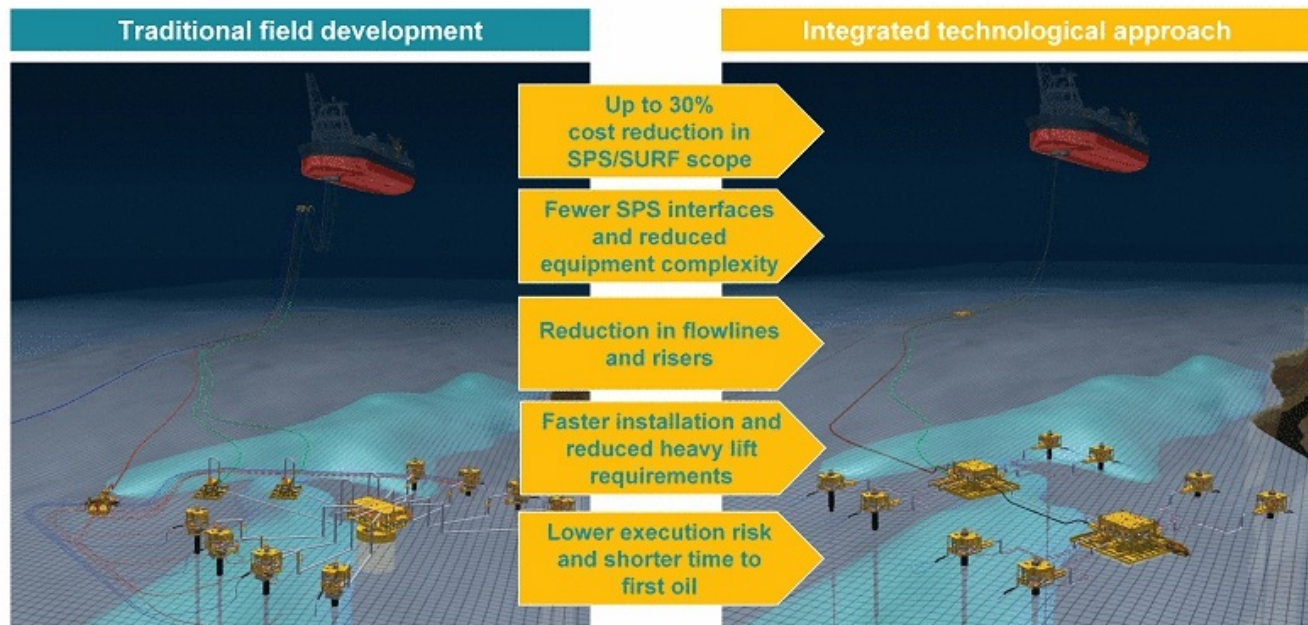 Traditional field development
Integrated technological approach
Up to 30%
cost reduction in
SPS/SURF scope
Fewer SPS interfaces
and reduced
equipment complexity
Reduction in flowlines
and risers
Faster installation and
reduced heavy lift
requirements
Lower execution risk
and shorter time to
first oil